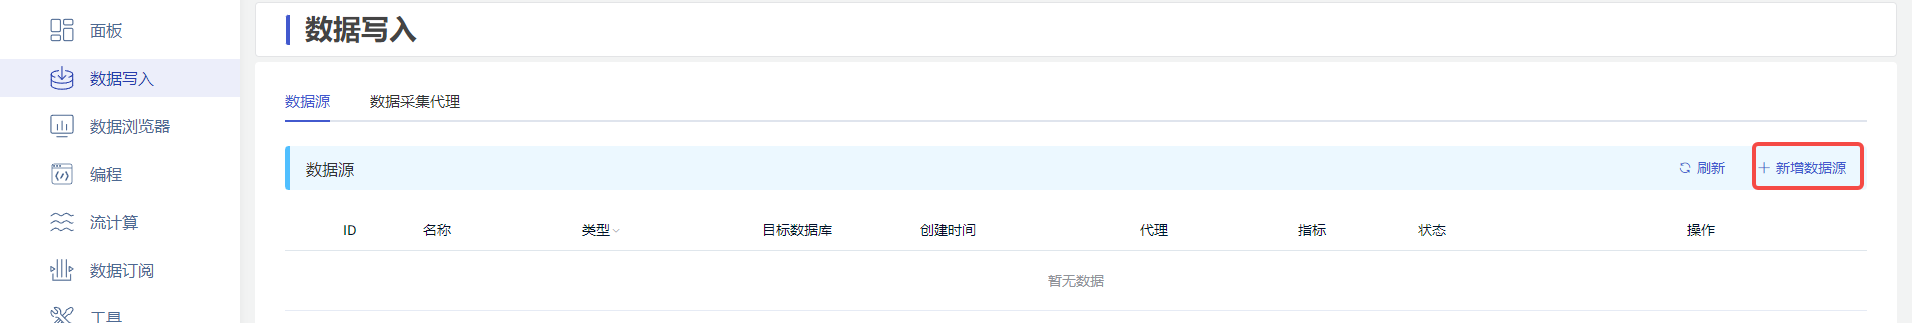 面板
数据写入
数据浏览器
编程
流计算
数据订阅
工具
数据写入
数据源 数据采集代理
数据源 刷新 新增数据源
ID 名称 类型 目标数据库 创建时间 代理 指标 状态 操作
暂无数据